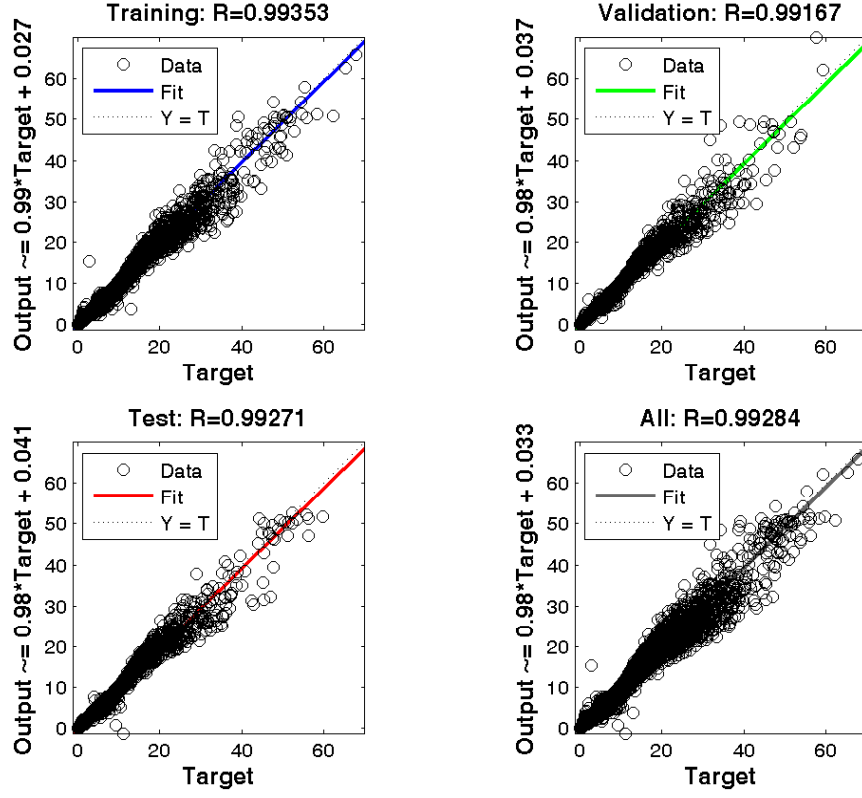 Training: R=0.99353
Output ~= 0.99*Target + 0.027
Data
Fit
Y = T
60
50
40
30
20
10
0
0 20 40 60
Target
Validation: R=0.99167
Output ~= 0.98*Target + 0.037
Data
Fit
Y = T
60
50
40
30
20
10
0
0 20 40 60
Target
Test: R=0.99271
Output ~= 0.98*Target + 0.041
Data
Fit
Y = T
60
50
40
30
20
10
0
0 20 40 60
Target
All: R=0.99284
Output ~= 0.98*Target + 0.033
Data
Fit
Y = T
60
50
40
30
20
10
0
0 20 40 60
Target